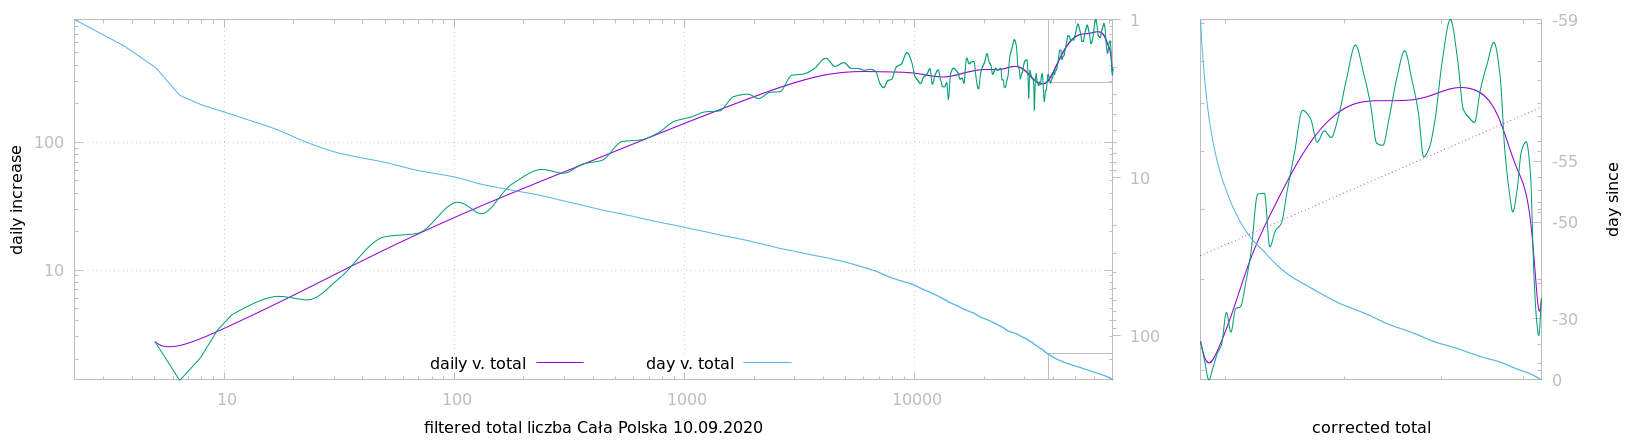 daily increase
100
10
1
10
100
-59
-55
-50
-30
0
day since
daily v. total
day v. total
10
100
1000
10000
filtered total liczba Cała Polska 10.09.2020
corrected total